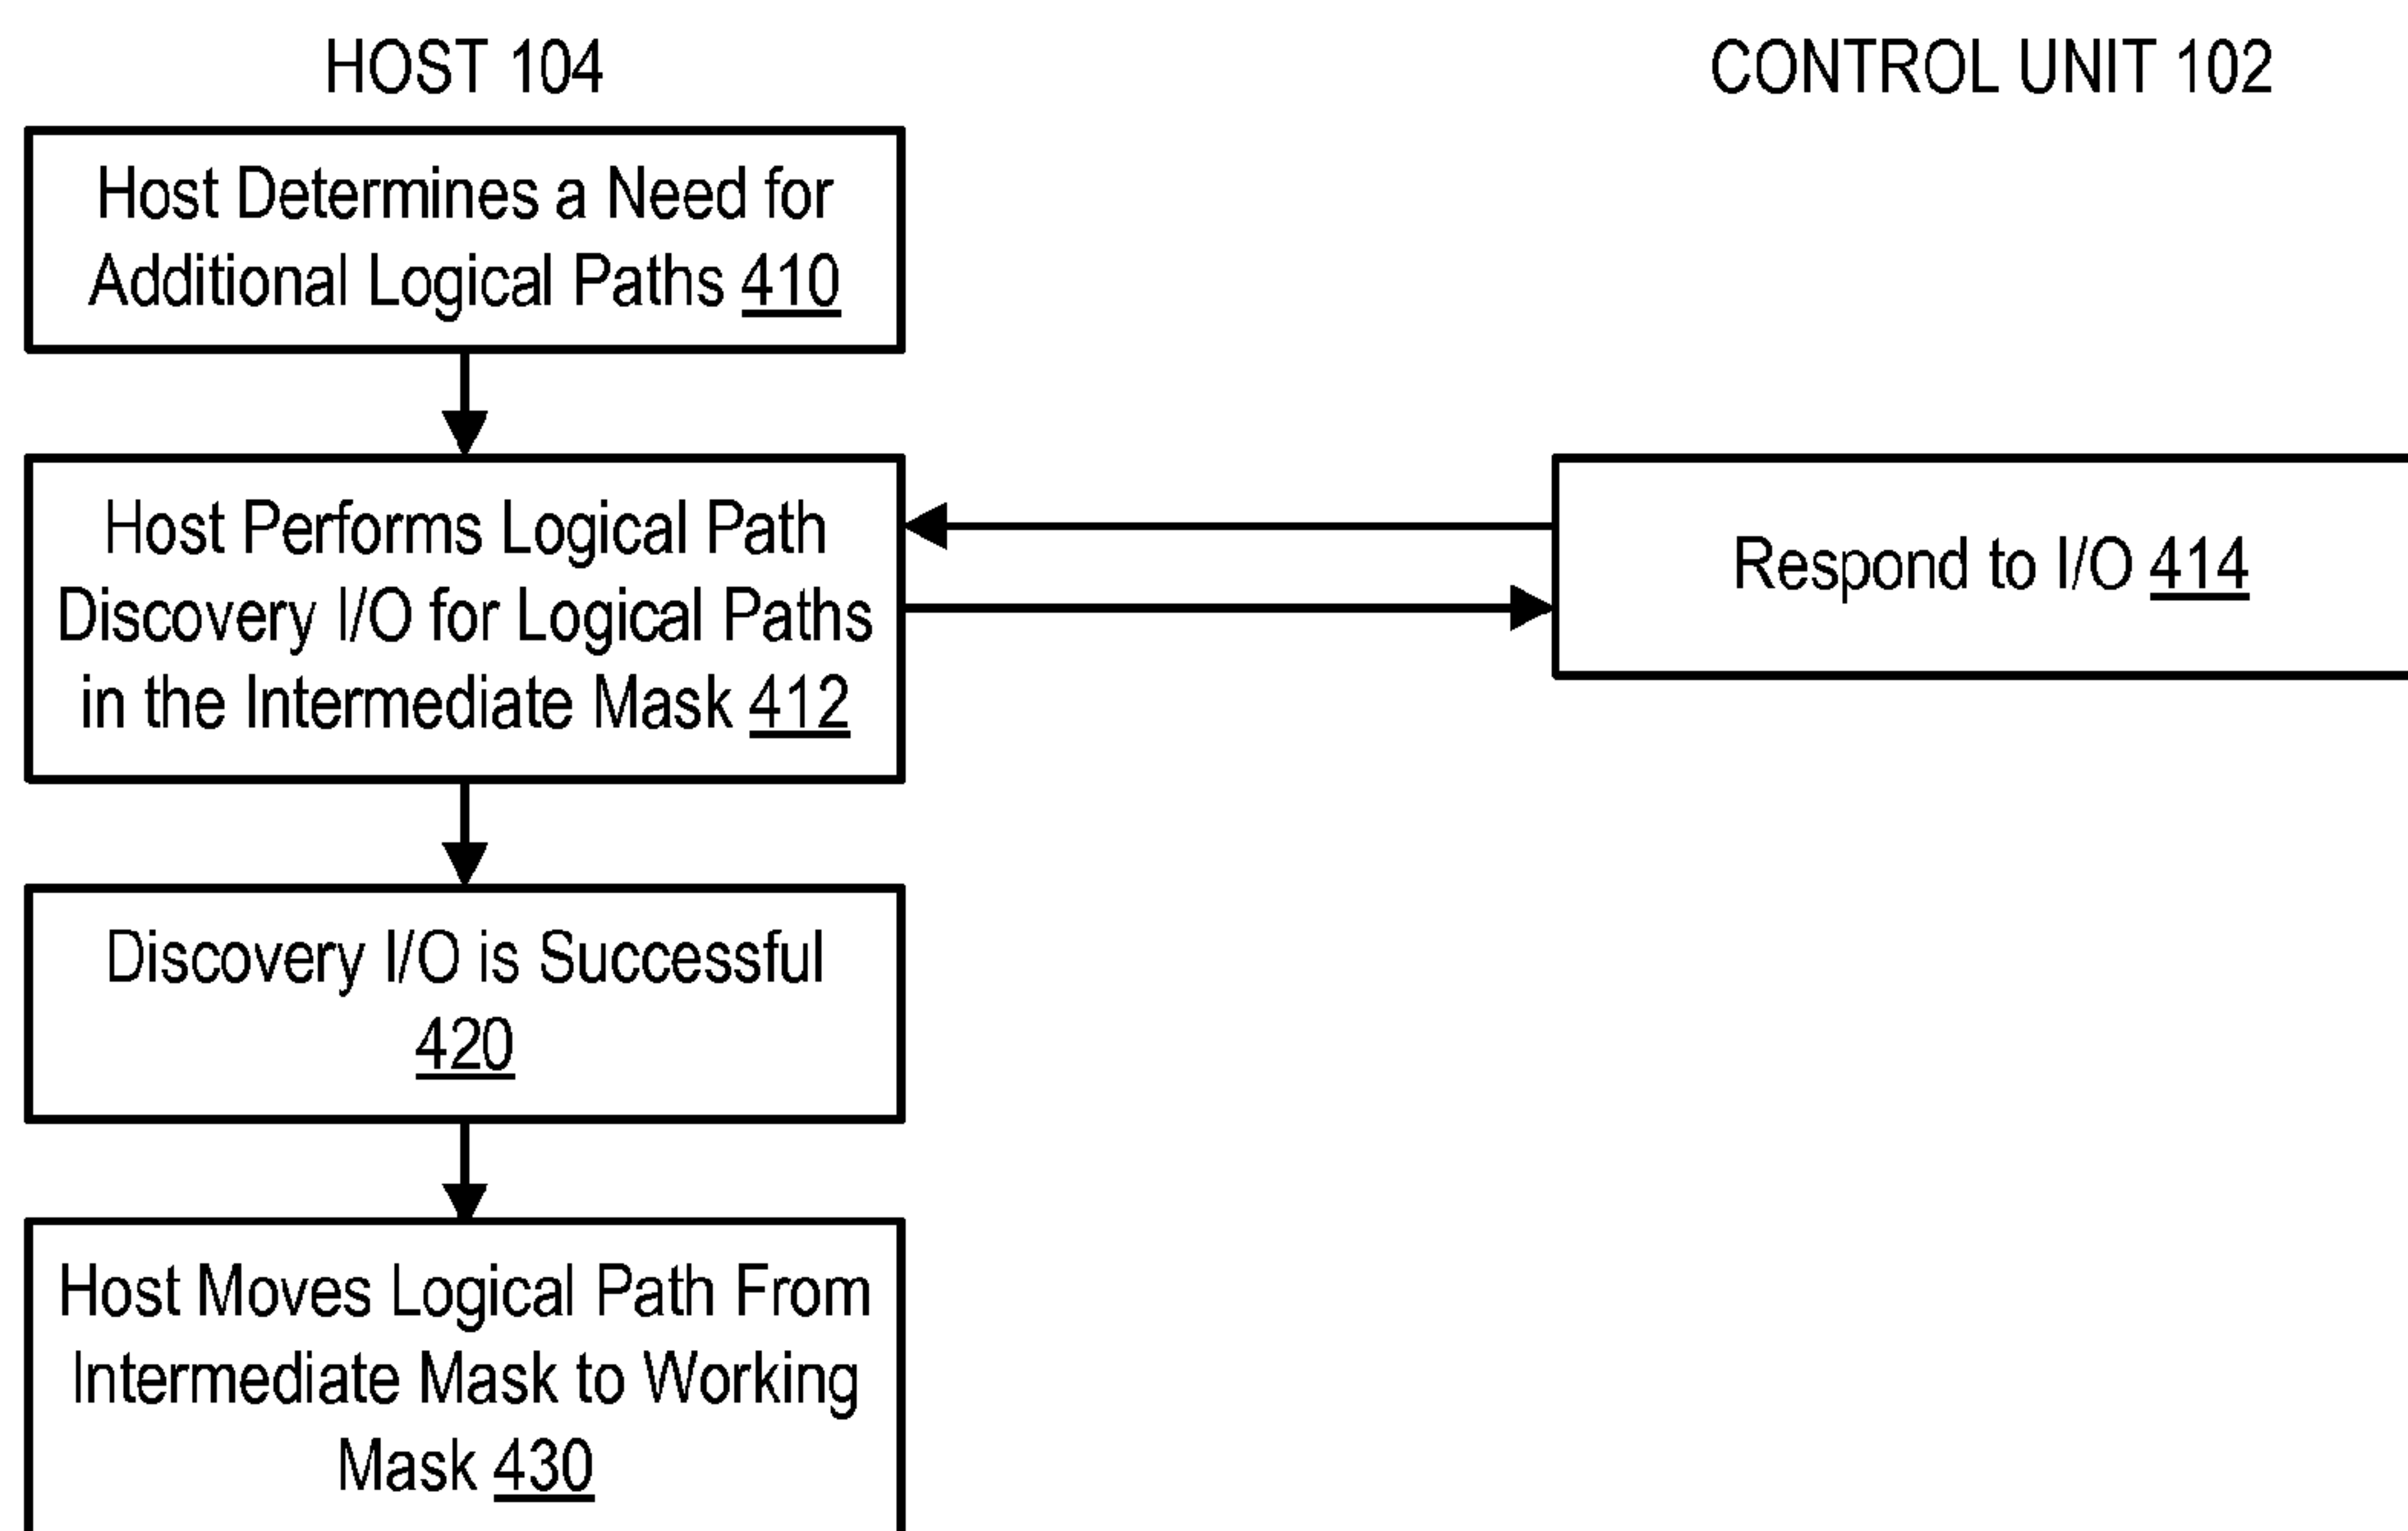 HOST 104
CONTROL UNIT 102
Host Determines a Need for
Additional Logical Paths 410
Host Performs Logical Path
Discovery I/O for Logical Paths
in the Intermediate Mask 412
Respond to I/O 414
Discovery I/O is Successful
420
Host Moves Logical Path From
Intermediate Mask to Working
Mask 430